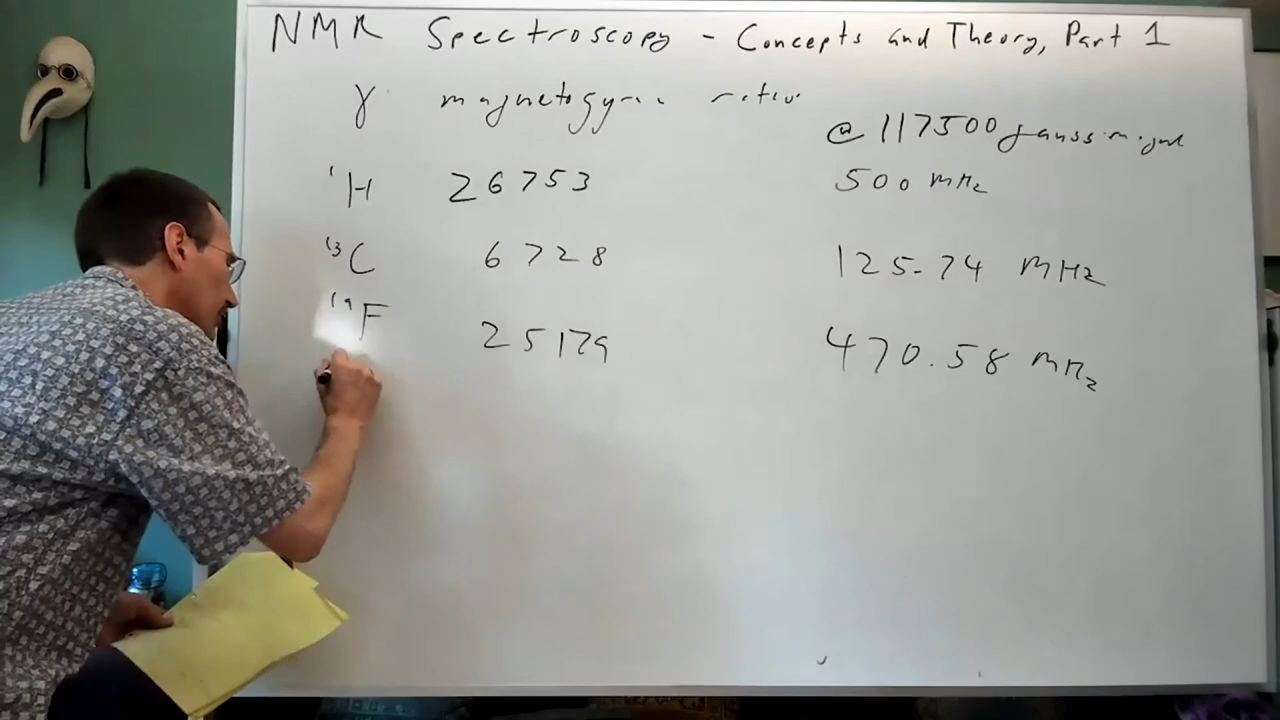 NMR Spectroscopy - Concepts and Theory, Part 1
γ magnetogyric ratio
@ 117500 gauss magnet
¹H 26753 500 MHz
¹³C 6728 125.74 MHz
¹⁹F 25179 470.58 MHz